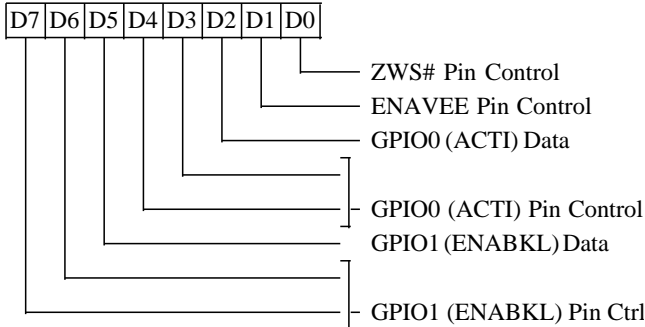 D7 D6 D5 D4 D3 D2 D1 D0
ZWS# Pin Control
ENAVEE Pin Control
GPIO0 (ACTI) Data
GPIO0 (ACTI) Pin Control
GPIO1 (ENABKL) Data
GPIO1 (ENABKL) Pin Ctrl